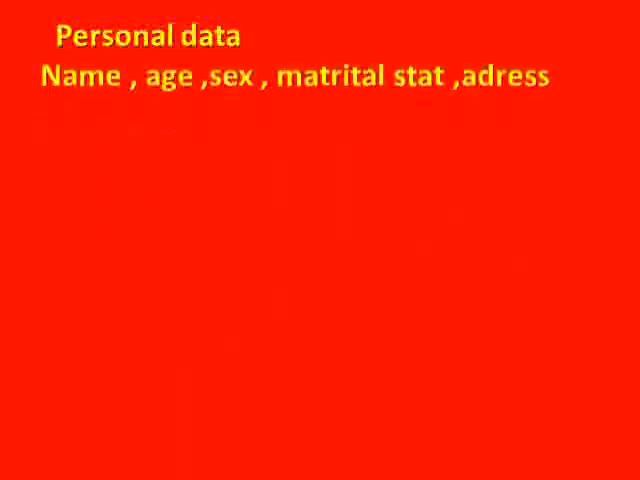 Personal data
Name , age ,sex , matrital stat ,adress